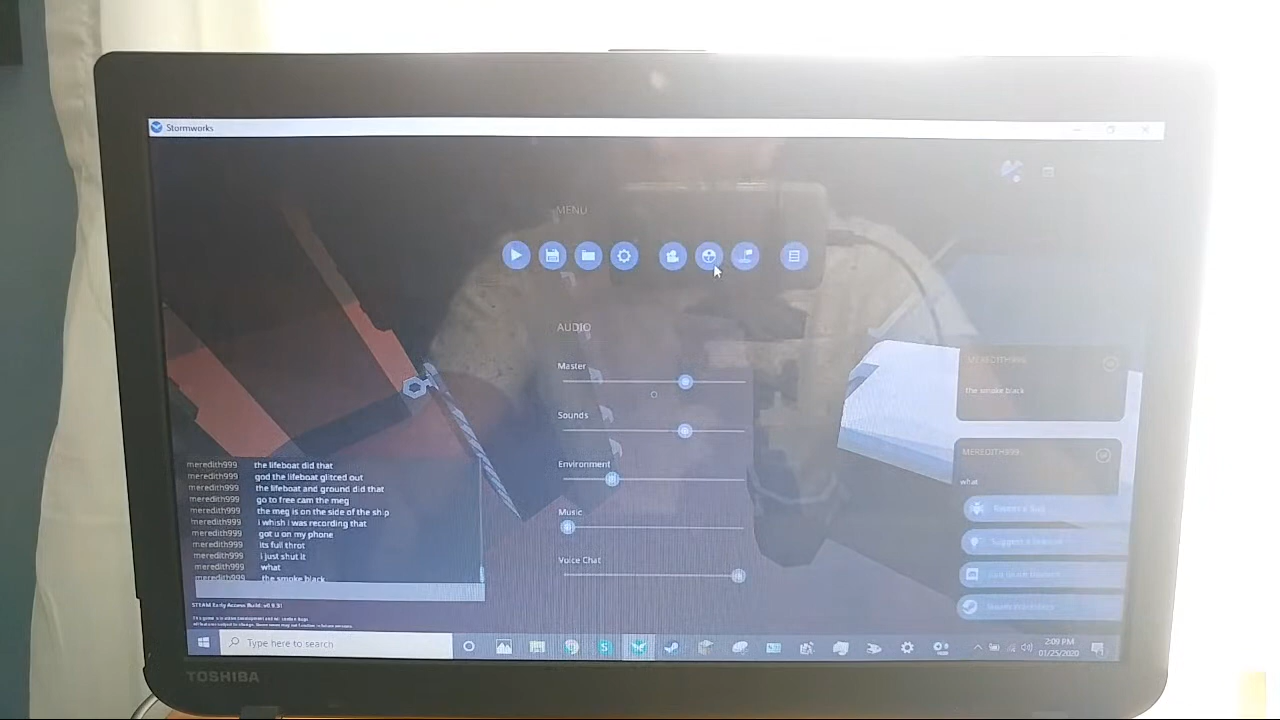 Stormworks
MENU
AUDIO
Master
Sounds
Environment
Music
Voice Chat
MEREDITH999
the smoke black
MEREDITH999
what
meredith999 the lifeboat did that
meredith999 god the lifeboat glitced out
meredith999 the lifeboat and ground did that
meredith999 go to free cam the meg
meredith999 the meg is on the side of the ship
meredith999 i whish i was recording that
meredith999 got u on my phone
meredith999 its full throt
meredith999 i just shut it
meredith999 what
meredith999 the smoke black
STEAM Early Access Build:
Type here to search
2:09 PM
01/25/2020
TOSHIBA